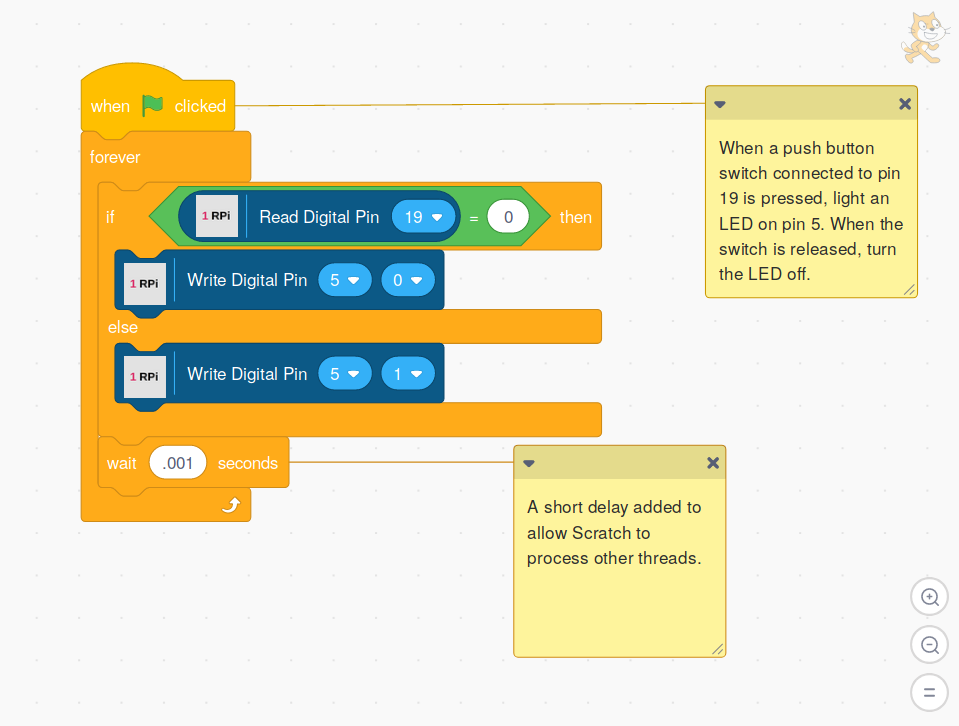 when clicked
forever
if 1 RPi Read Digital Pin 19 = 0 then
1 RPi Write Digital Pin 5 0
else
1 RPi Write Digital Pin 5 1
wait .001 seconds
When a push button
switch connected to pin
19 is pressed, light an
LED on pin 5. When the
switch is released, turn
the LED off.
A short delay added to
allow Scratch to
process other threads.